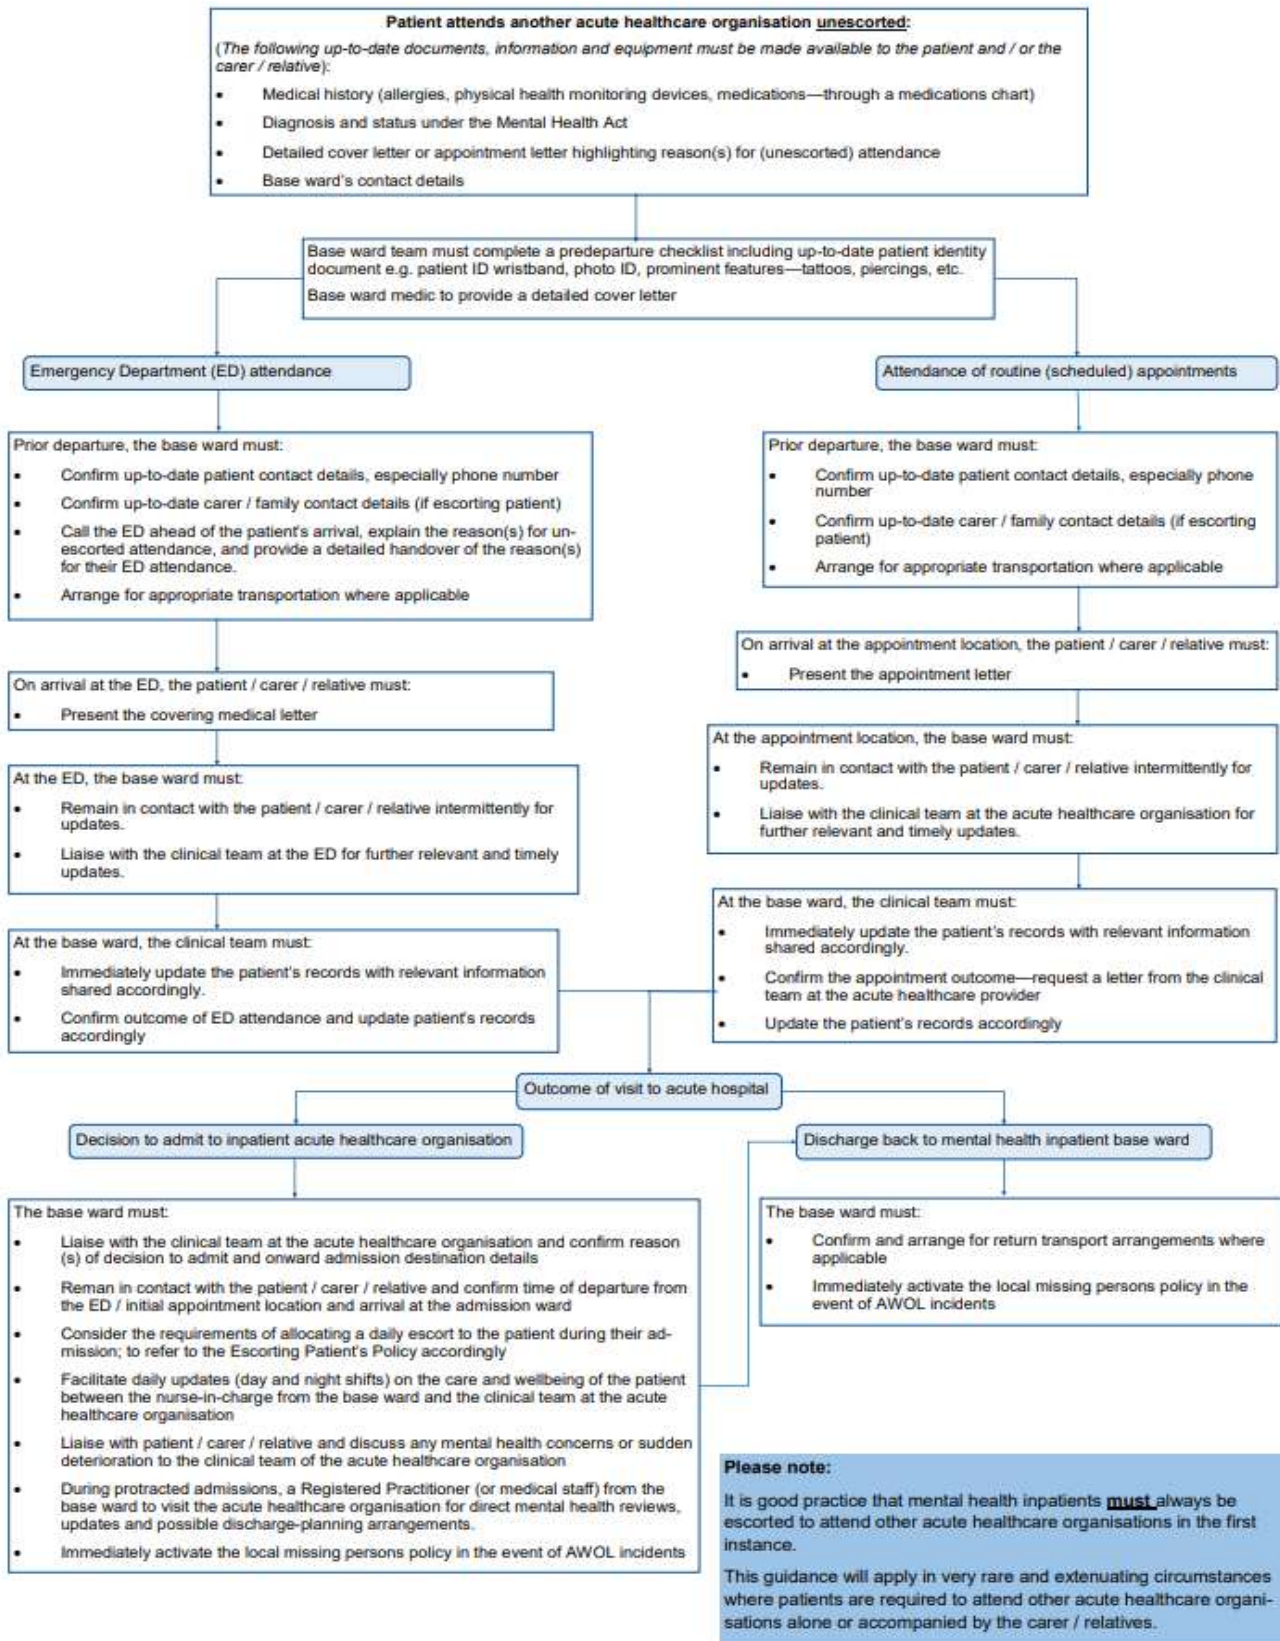 Patient attends another acute healthcare organisation unescorted:
(The following up-to-date documents, information and equipment must be made available to the patient and / or the
carer / relative):
• Medical history (allergies, physical health monitoring devices, medications—through a medications chart)
• Diagnosis and status under the Mental Health Act
• Detailed cover letter or appointment letter highlighting reason(s) for (unescorted) attendance
• Base ward's contact details
Base ward team must complete a predeparture checklist including up-to-date patient identity
document e.g. patient ID wristband, photo ID, prominent features—tattoos, piercings, etc.
Base ward medic to provide a detailed cover letter
Emergency Department (ED) attendance
Prior departure, the base ward must:
• Confirm up-to-date patient contact details, especially phone number
• Confirm up-to-date carer / family contact details (if escorting patient)
• Call the ED ahead of the patient's arrival, explain the reason(s) for un-
escorted attendance, and provide a detailed handover of the reason(s)
for their ED attendance.
• Arrange for appropriate transportation where applicable
On arrival at the ED, the patient / carer / relative must:
• Present the covering medical letter
At the ED, the base ward must:
• Remain in contact with the patient / carer / relative intermittently for
updates.
• Liaise with the clinical team at the ED for further relevant and timely
updates.
At the base ward, the clinical team must:
• Immediately update the patient's records with relevant information
shared accordingly.
• Confirm outcome of ED attendance and update patient's records
accordingly
Attendance of routine (scheduled) appointments
Prior departure, the base ward must:
• Confirm up-to-date patient contact details, especially phone
number
• Confirm up-to-date carer / family contact details (if escorting
patient)
• Arrange for appropriate transportation where applicable
On arrival at the appointment location, the patient / carer / relative must:
• Present the appointment letter
At the appointment location, the base ward must:
• Remain in contact with the patient / carer / relative intermittently for
updates.
• Liaise with the clinical team at the acute healthcare organisation for
further relevant and timely updates.
At the base ward, the clinical team must:
• Immediately update the patient's records with relevant information
shared accordingly.
• Confirm the appointment outcome—request a letter from the clinical
team at the acute healthcare provider
• Update the patient's records accordingly
Outcome of visit to acute hospital
Decision to admit to inpatient acute healthcare organisation
The base ward must:
• Liaise with the clinical team at the acute healthcare organisation and confirm reason
(s) of decision to admit and onward admission destination details
• Reman in contact with the patient / carer / relative and confirm time of departure from
the ED / initial appointment location and arrival at the admission ward
• Consider the requirements of allocating a daily escort to the patient during their ad-
mission; to refer to the Escorting Patient's Policy accordingly
• Facilitate daily updates (day and night shifts) on the care and wellbeing of the patient
between the nurse-in-charge from the base ward and the clinical team at the acute
healthcare organisation
• Liaise with patient / carer / relative and discuss any mental health concerns or sudden
deterioration to the clinical team of the acute healthcare organisation
• During protracted admissions, a Registered Practitioner (or medical staff) from the
base ward to visit the acute healthcare organisation for direct mental health reviews,
updates and possible discharge-planning arrangements.
• Immediately activate the local missing persons policy in the event of AWOL incidents
Discharge back to mental health inpatient base ward
The base ward must:
• Confirm and arrange for return transport arrangements where
applicable
• Immediately activate the local missing persons policy in the
event of AWOL incidents
Please note:
It is good practice that mental health inpatients must always be
escorted to attend other acute healthcare organisations in the first
instance.
This guidance will apply in very rare and extenuating circumstances
where patients are required to attend other acute healthcare organi-
sations alone or accompanied by the carer / relatives.